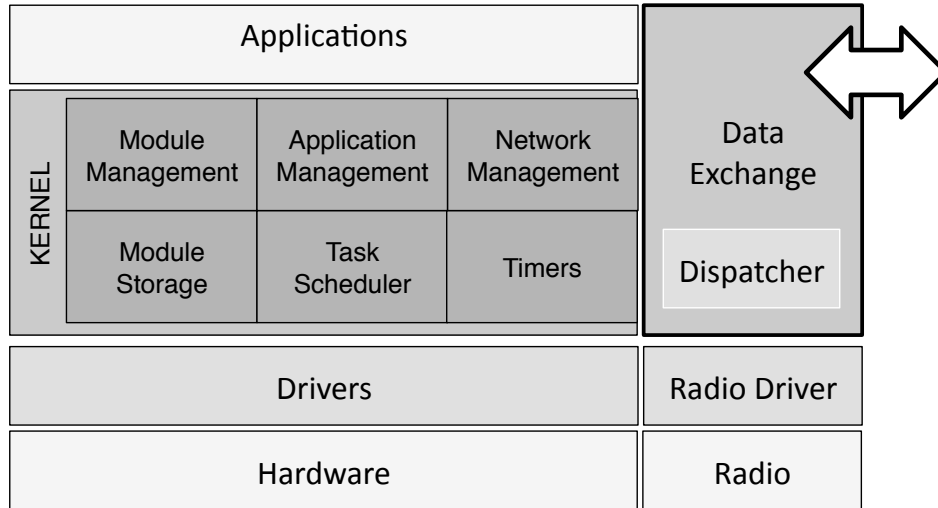 Applications
KERNEL
Module
Management
Application
Management
Network
Management
Module
Storage
Task
Scheduler
Timers
Data
Exchange
Dispatcher
Drivers
Radio Driver
Hardware
Radio